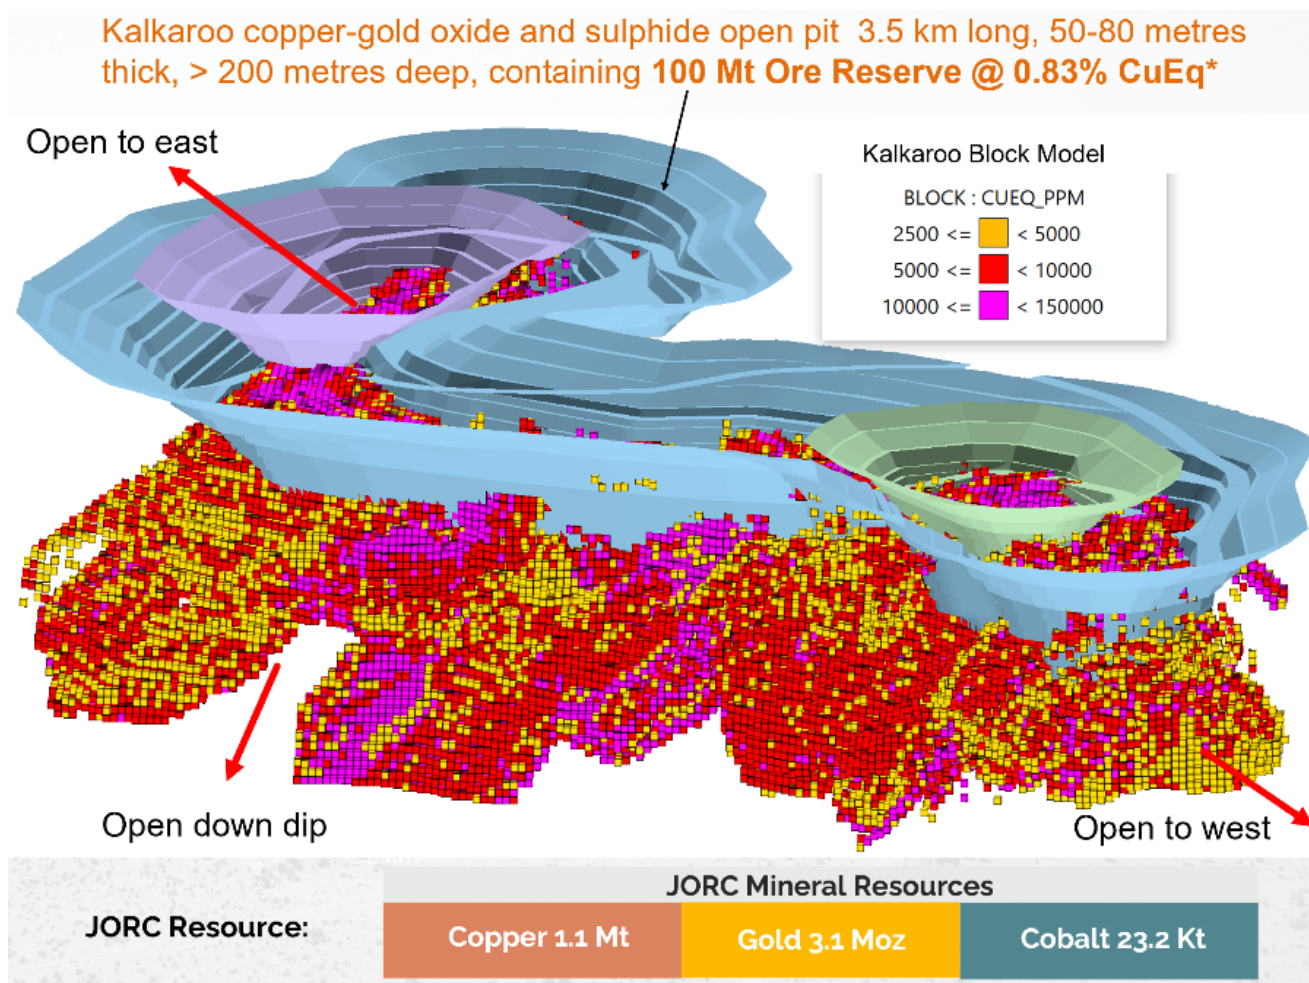 Kalkaroo copper-gold oxide and sulphide open pit 3.5 km long, 50-80 metres
thick, > 200 metres deep, containing 100 Mt Ore Reserve @ 0.83% CuEq*
Open to east
Kalkaroo Block Model
BLOCK : CUEQ_PPM
2500 <= < 5000
5000 <= < 10000
10000 <= < 150000
Open down dip
Open to west
JORC Mineral Resources
JORC Resource:
Copper 1.1 Mt
Gold 3.1 Moz
Cobalt 23.2 Kt